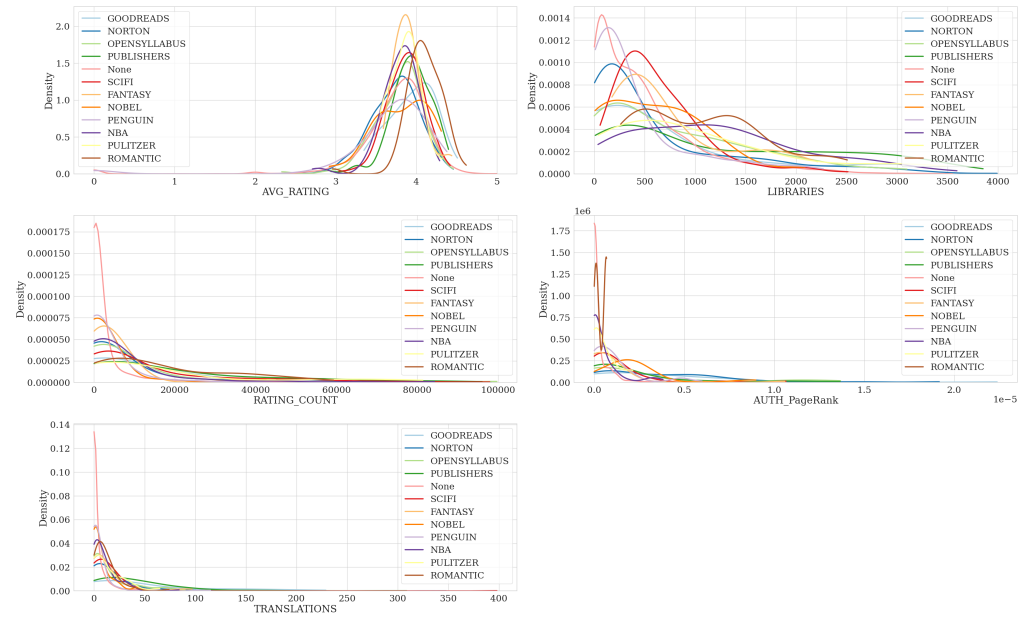 2.0
1.5
1.0
0.5
0.0
Density
0
1
2
3
4
5
AVG_RATING
GOODREADS
NORTON
OPENSYLLABUS
PUBLISHERS
None
SCIFI
FANTASY
NOBEL
PENGUIN
NBA
PULITZER
ROMANTIC
0.0014
0.0012
0.0010
0.0008
0.0006
0.0004
0.0002
0.0000
Density
0
500
1000
1500
2000
2500
3000
3500
4000
LIBRARIES
GOODREADS
NORTON
OPENSYLLABUS
PUBLISHERS
None
SCIFI
FANTASY
NOBEL
PENGUIN
NBA
PULITZER
ROMANTIC
0.000175
0.000150
0.000125
0.000100
0.000075
0.000050
0.000025
0.000000
Density
0
20000
40000
60000
80000
100000
RATING_COUNT
GOODREADS
NORTON
OPENSYLLABUS
PUBLISHERS
None
SCIFI
FANTASY
NOBEL
PENGUIN
NBA
PULITZER
ROMANTIC
1e6
1.75
1.50
1.25
1.00
0.75
0.50
0.25
0.00
Density
0.0
0.5
1.0
1.5
2.0
1e−5
AUTH_PageRank
GOODREADS
NORTON
OPENSYLLABUS
PUBLISHERS
None
SCIFI
FANTASY
NOBEL
PENGUIN
NBA
PULITZER
ROMANTIC
0.14
0.12
0.10
0.08
0.06
0.04
0.02
0.00
Density
0
50
100
150
200
250
300
350
400
TRANSLATIONS
GOODREADS
NORTON
OPENSYLLABUS
PUBLISHERS
None
SCIFI
FANTASY
NOBEL
PENGUIN
NBA
PULITZER
ROMANTIC